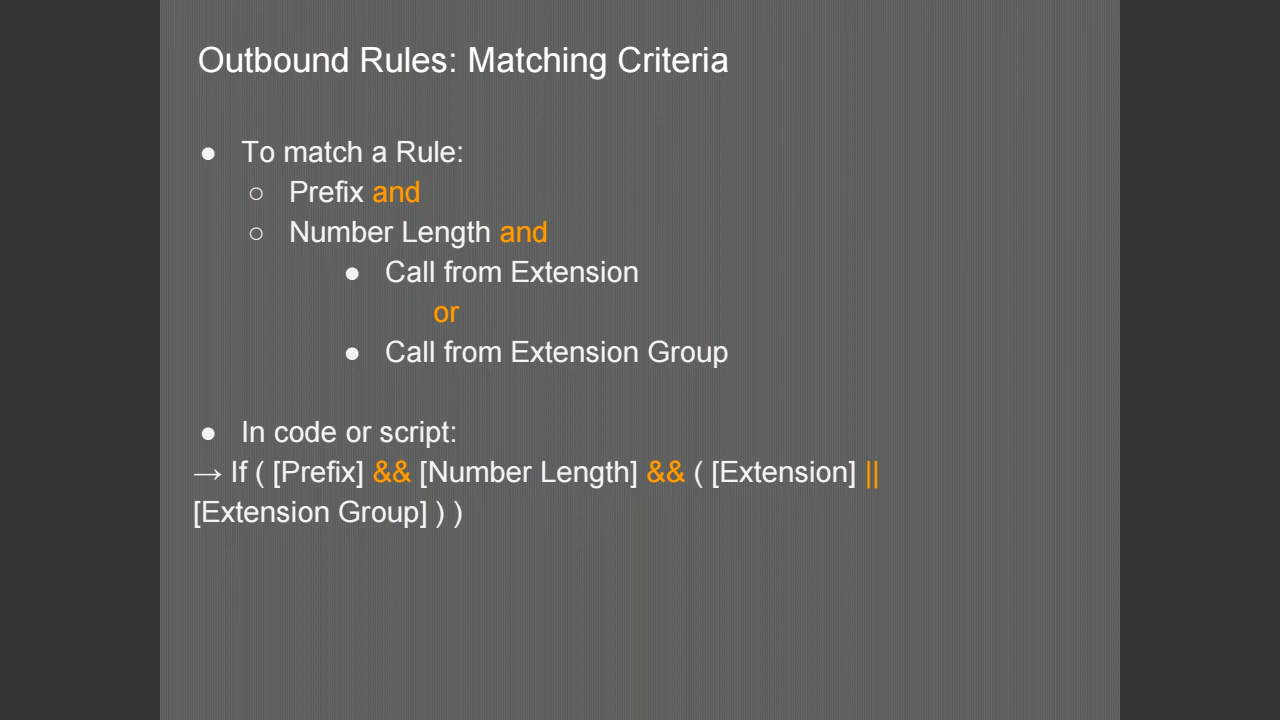 Outbound Rules: Matching Criteria
● To match a Rule:
○ Prefix and
○ Number Length and
● Call from Extension
or
● Call from Extension Group
● In code or script:
→ If ( [Prefix] && [Number Length] && ( [Extension] ||
[Extension Group] ) )